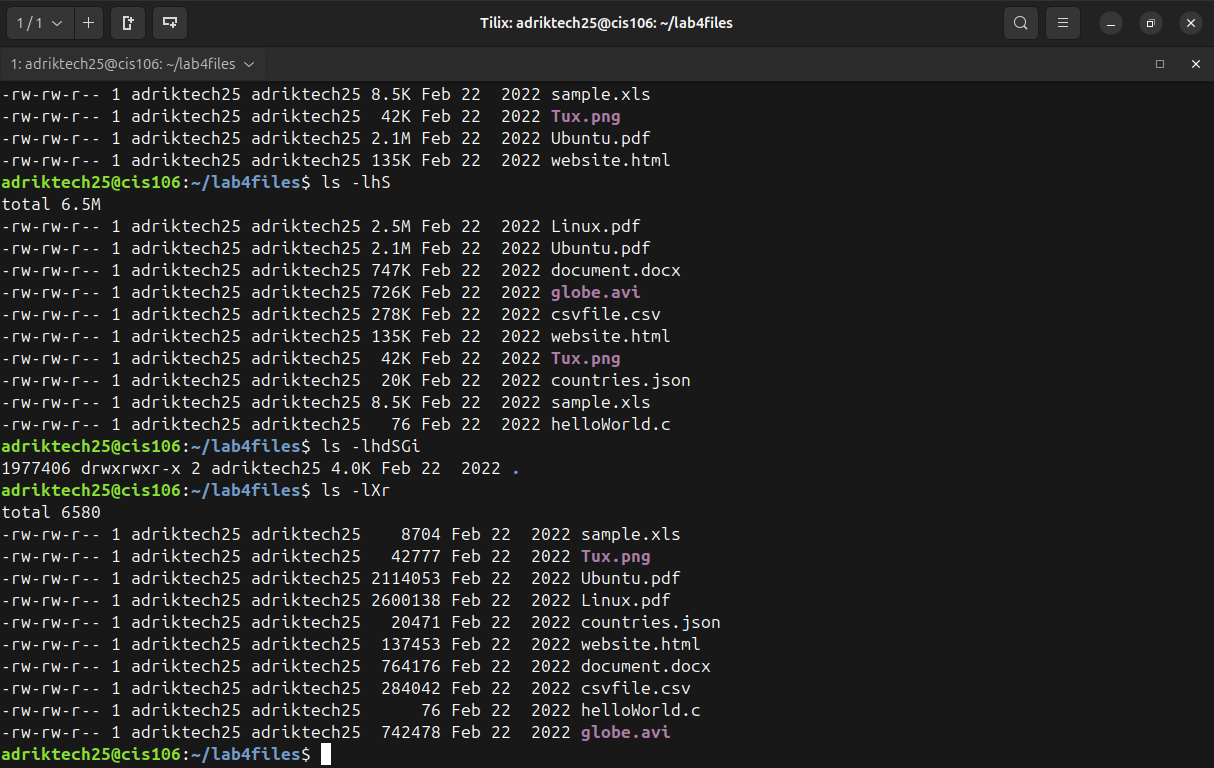 1 / 1
Tilix: adriktech25@cis106: ~/lab4files
1: adriktech25@cis106: ~/lab4files
-rw-rw-r-- 1 adriktech25 adriktech25 8.5K Feb 22  2022 sample.xls
-rw-rw-r-- 1 adriktech25 adriktech25  42K Feb 22  2022 Tux.png
-rw-rw-r-- 1 adriktech25 adriktech25 2.1M Feb 22  2022 Ubuntu.pdf
-rw-rw-r-- 1 adriktech25 adriktech25 135K Feb 22  2022 website.html
adriktech25@cis106:~/lab4files$ ls -lhS
total 6.5M
-rw-rw-r-- 1 adriktech25 adriktech25 2.5M Feb 22  2022 Linux.pdf
-rw-rw-r-- 1 adriktech25 adriktech25 2.1M Feb 22  2022 Ubuntu.pdf
-rw-rw-r-- 1 adriktech25 adriktech25 747K Feb 22  2022 document.docx
-rw-rw-r-- 1 adriktech25 adriktech25 726K Feb 22  2022 globe.avi
-rw-rw-r-- 1 adriktech25 adriktech25 278K Feb 22  2022 csvfile.csv
-rw-rw-r-- 1 adriktech25 adriktech25 135K Feb 22  2022 website.html
-rw-rw-r-- 1 adriktech25 adriktech25  42K Feb 22  2022 Tux.png
-rw-rw-r-- 1 adriktech25 adriktech25  20K Feb 22  2022 countries.json
-rw-rw-r-- 1 adriktech25 adriktech25 8.5K Feb 22  2022 sample.xls
-rw-rw-r-- 1 adriktech25 adriktech25   76 Feb 22  2022 helloWorld.c
adriktech25@cis106:~/lab4files$ ls -lhdSGi
1977406 drwxrwxr-x 2 adriktech25 4.0K Feb 22  2022 .
adriktech25@cis106:~/lab4files$ ls -lXr
total 6580
-rw-rw-r-- 1 adriktech25 adriktech25    8704 Feb 22  2022 sample.xls
-rw-rw-r-- 1 adriktech25 adriktech25   42777 Feb 22  2022 Tux.png
-rw-rw-r-- 1 adriktech25 adriktech25 2114053 Feb 22  2022 Ubuntu.pdf
-rw-rw-r-- 1 adriktech25 adriktech25 2600138 Feb 22  2022 Linux.pdf
-rw-rw-r-- 1 adriktech25 adriktech25   20471 Feb 22  2022 countries.json
-rw-rw-r-- 1 adriktech25 adriktech25  137453 Feb 22  2022 website.html
-rw-rw-r-- 1 adriktech25 adriktech25  764176 Feb 22  2022 document.docx
-rw-rw-r-- 1 adriktech25 adriktech25  284042 Feb 22  2022 csvfile.csv
-rw-rw-r-- 1 adriktech25 adriktech25      76 Feb 22  2022 helloWorld.c
-rw-rw-r-- 1 adriktech25 adriktech25  742478 Feb 22  2022 globe.avi
adriktech25@cis106:~/lab4files$